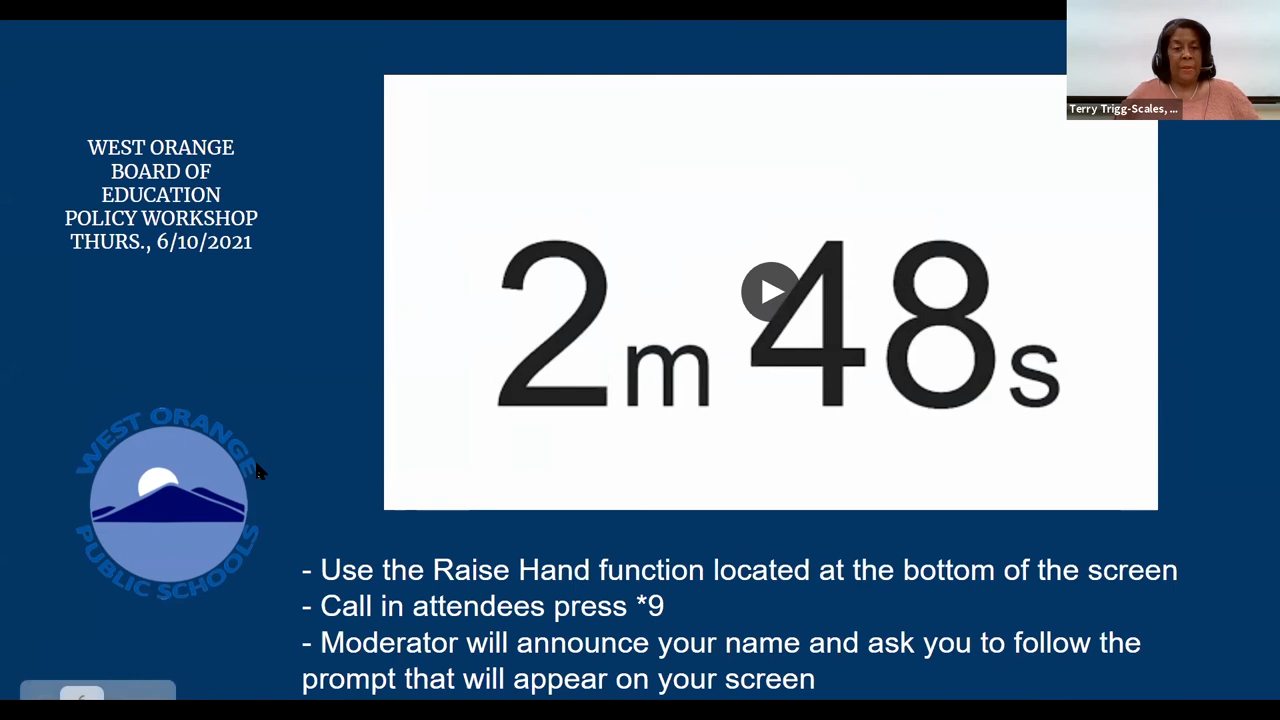 Terry Trigg-Scales, ...
WEST ORANGE
BOARD OF
EDUCATION
POLICY WORKSHOP
THURS., 6/10/2021
2m 48s
WEST ORANGE
PUBLIC SCHOOLS
- Use the Raise Hand function located at the bottom of the screen
- Call in attendees press *9
- Moderator will announce your name and ask you to follow the
prompt that will appear on your screen